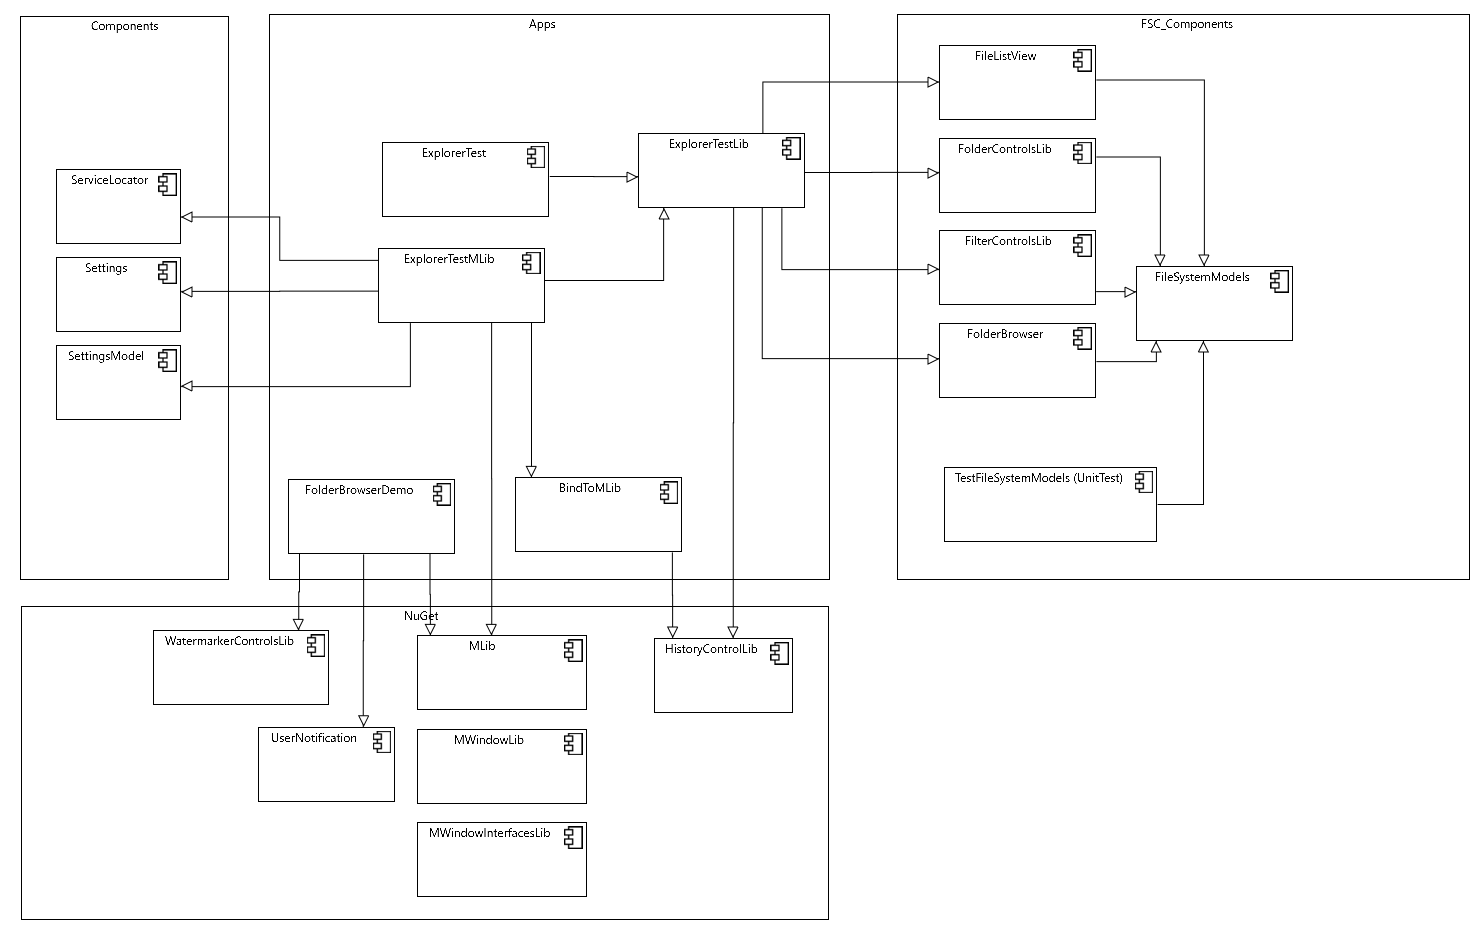 Components
ServiceLocator
Settings
SettingsModel
Apps
ExplorerTest
ExplorerTestLib
ExplorerTestMLib
FolderBrowserDemo
BindToMLib
FSC_Components
FileListView
FolderControlsLib
FilterControlsLib
FileSystemModels
FolderBrowser
TestFileSystemModels (UnitTest)
NuGet
WatermarkerControlsLib
MLib
HistoryControlLib
UserNotification
MWindowLib
MWindowInterfacesLib